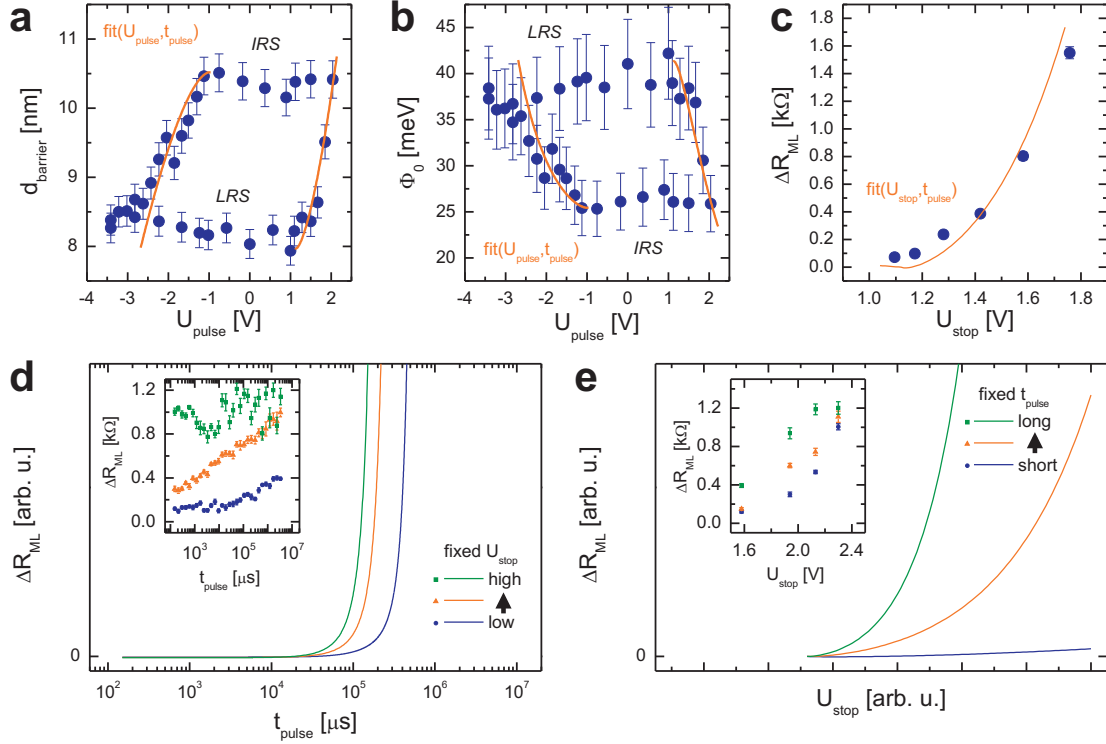 a
fit(U_pulse,t_pulse)
IRS
LRS
11
10
9
8
d_barrier [nm]
-4 -3 -2 -1 0 1 2
U_pulse [V]
b
LRS
45
40
35
30
25
20
Φ_0 [meV]
fit(U_pulse,t_pulse)
IRS
-4 -3 -2 -1 0 1 2
U_pulse [V]
c
1.8
1.6
1.4
1.2
1.0
0.8
0.6
0.4
0.2
0.0
ΔR_ML [kΩ]
fit(U_stop,t_pulse)
1.0 1.2 1.4 1.6 1.8
U_stop [V]
d
ΔR_ML [arb. u.]
0
1.2
0.8
0.4
0.0
ΔR_ML [kΩ]
10^1 10^3 10^5 10^7
t_pulse [μs]
fixed U_stop
high
low
10^2 10^3 10^4 10^5 10^6 10^7
t_pulse [μs]
e
ΔR_ML [arb. u.]
0
1.2
0.8
0.4
0.0
ΔR_ML [kΩ]
1.6 2.0 2.4
U_stop [V]
fixed t_pulse
long
short
U_stop [arb. u.]